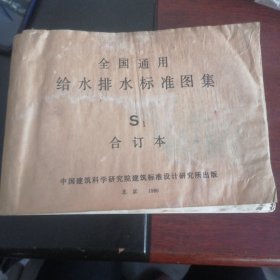 全国通用
给水排水标准图集
S1
合订本
中国建筑科学研究院建筑标准设计研究所出版
北京 1980